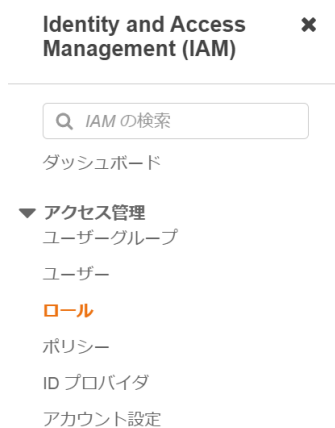 Identity and Access
Management (IAM)
IAM の検索
ダッシュボード
アクセス管理
ユーザーグループ
ユーザー
ロール
ポリシー
ID プロバイダ
アカウント設定